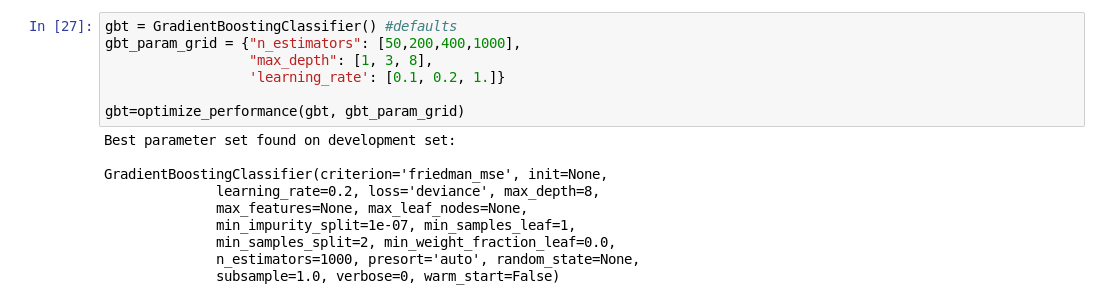 In [27]: gbt = GradientBoostingClassifier() #defaults
gbt_param_grid = {"n_estimators": [50,200,400,1000],
"max_depth": [1, 3, 8],
'learning_rate': [0.1, 0.2, 1.]}
gbt=optimize_performance(gbt, gbt_param_grid)
Best parameter set found on development set:
GradientBoostingClassifier(criterion='friedman_mse', init=None,
learning_rate=0.2, loss='deviance', max_depth=8,
max_features=None, max_leaf_nodes=None,
min_impurity_split=1e-07, min_samples_leaf=1,
min_samples_split=2, min_weight_fraction_leaf=0.0,
n_estimators=1000, presort='auto', random_state=None,
subsample=1.0, verbose=0, warm_start=False)